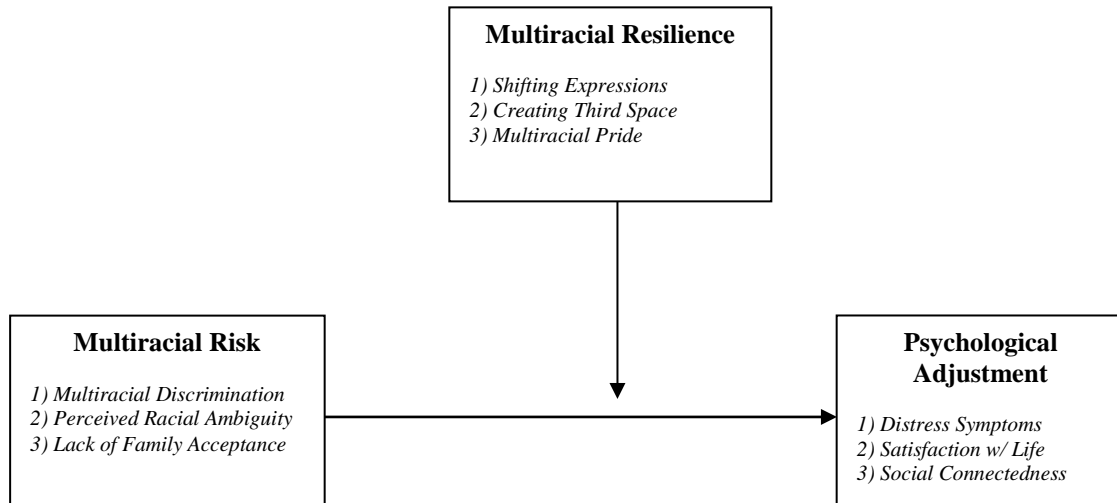 Multiracial Resilience
1) Shifting Expressions
2) Creating Third Space
3) Multiracial Pride
Multiracial Risk
1) Multiracial Discrimination
2) Perceived Racial Ambiguity
3) Lack of Family Acceptance
Psychological
Adjustment
1) Distress Symptoms
2) Satisfaction w/ Life
3) Social Connectedness